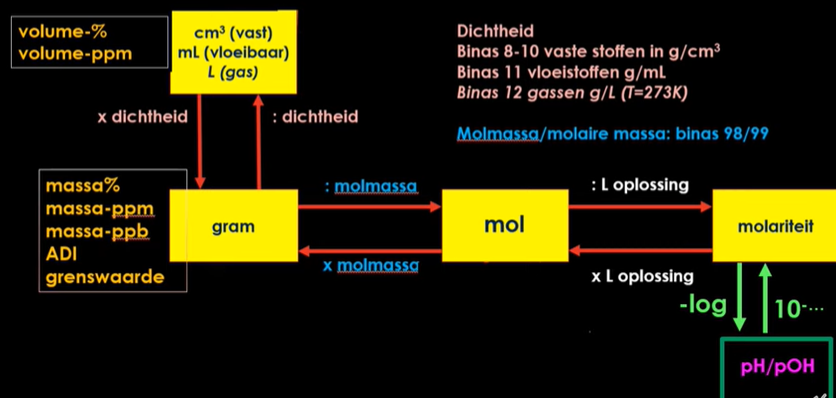 volume-%
volume-ppm
cm³ (vast)
mL (vloeibaar)
L (gas)
Dichtheid
Binas 8-10 vaste stoffen in g/cm³
Binas 11 vloeistoffen g/mL
Binas 12 gassen g/L (T=273K)
x dichtheid
: dichtheid
Molmassa/molaire massa: binas 98/99
massa%
massa-ppm
massa-ppb
ADI
grenswaarde
gram
: molmassa
x molmassa
mol
: L oplossing
x L oplossing
molariteit
-log
10-...
pH/pOH